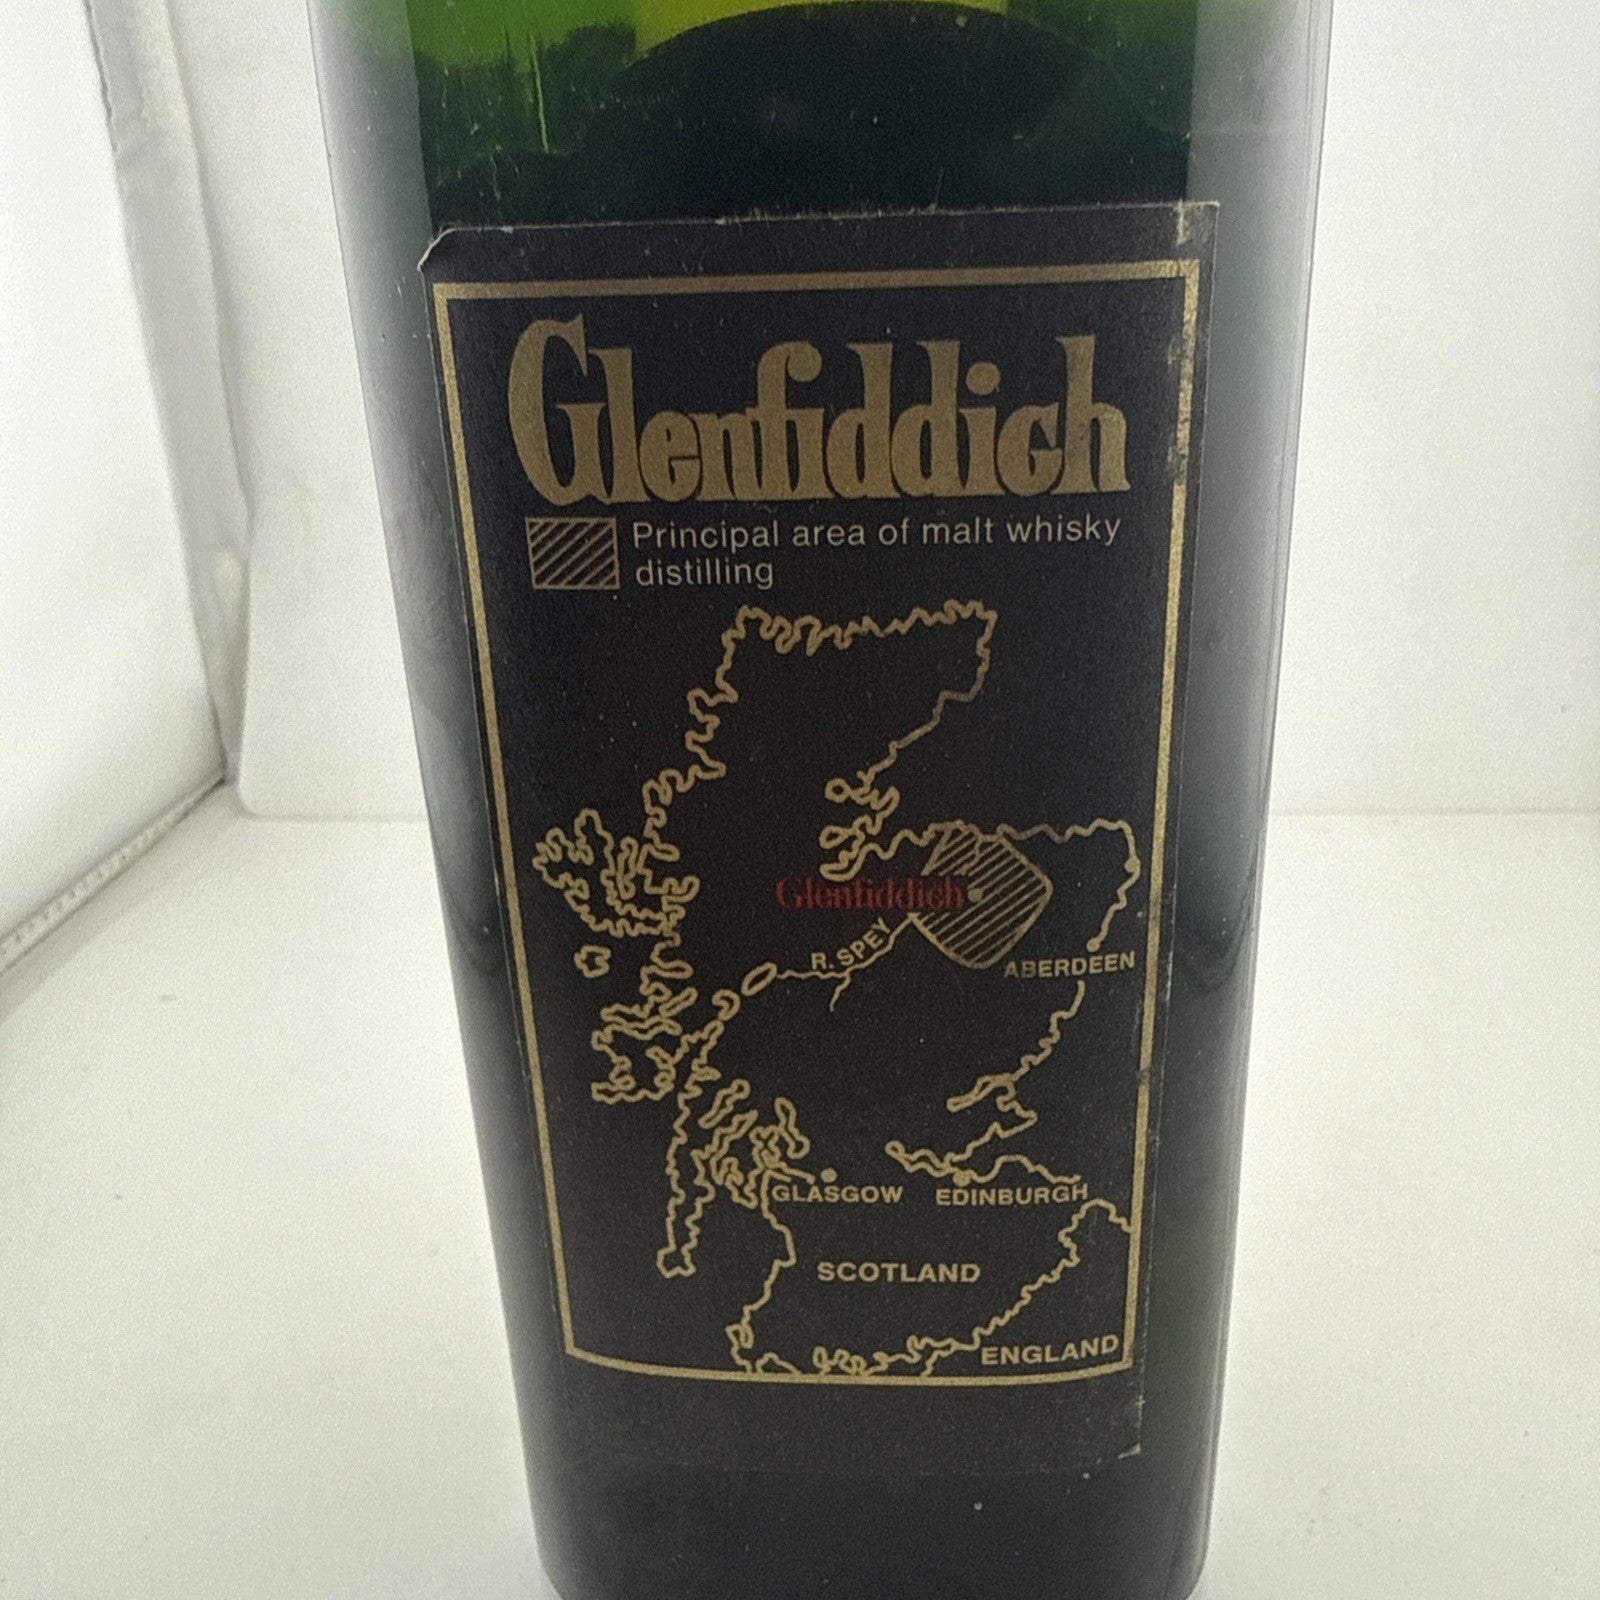 Glenfiddich
Principal area of malt whisky
distilling
Glenfiddich
R. SPEY
ABERDEEN
GLASGOW EDINBURGH
SCOTLAND
ENGLAND